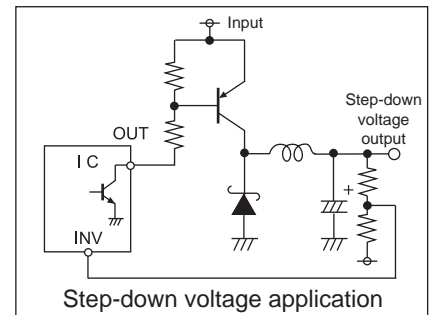 Input
Step-down
voltage
output
OUT
I C
+
INV
Step-down voltage application